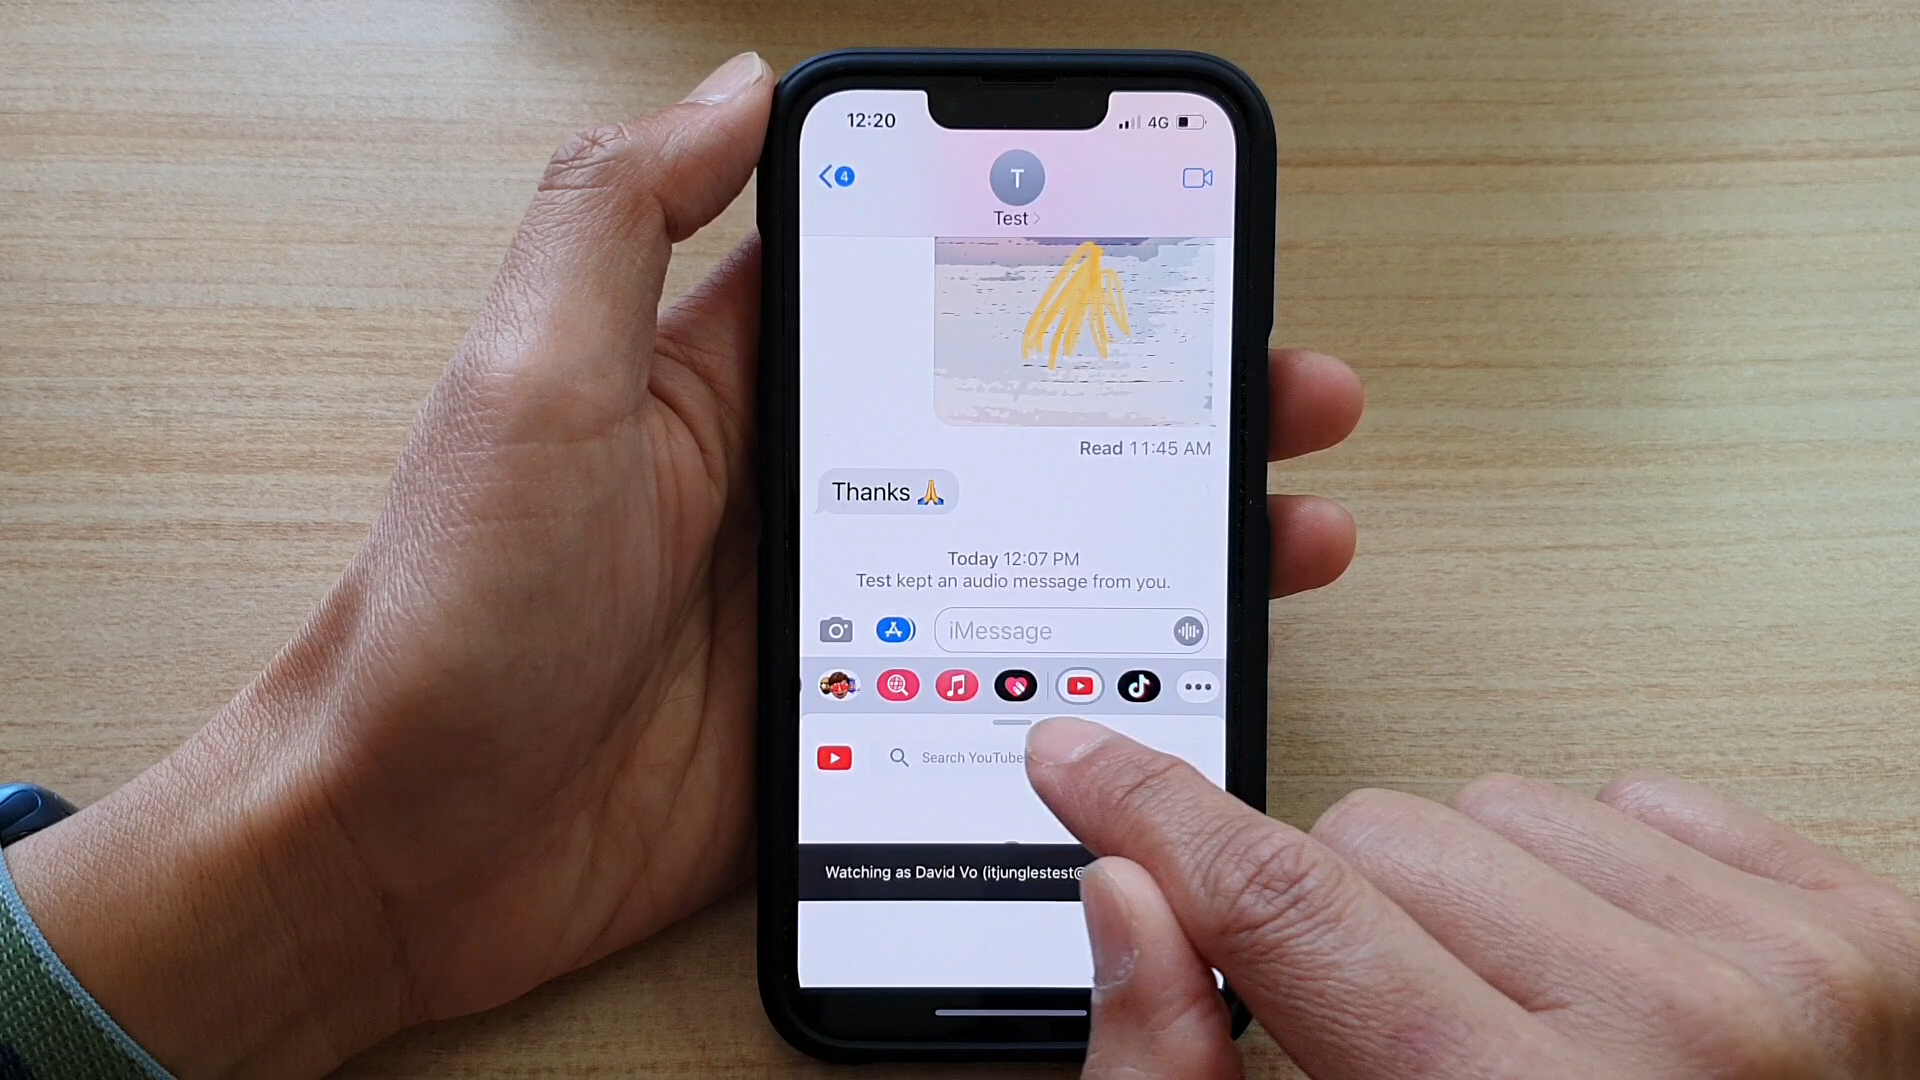 12:20
4G
4
T
Test
Read 11:45 AM
Thanks 🙏
Today 12:07 PM
Test kept an audio message from you.
iMessage
Search YouTube
Watching as David Vo (itjunglestest@